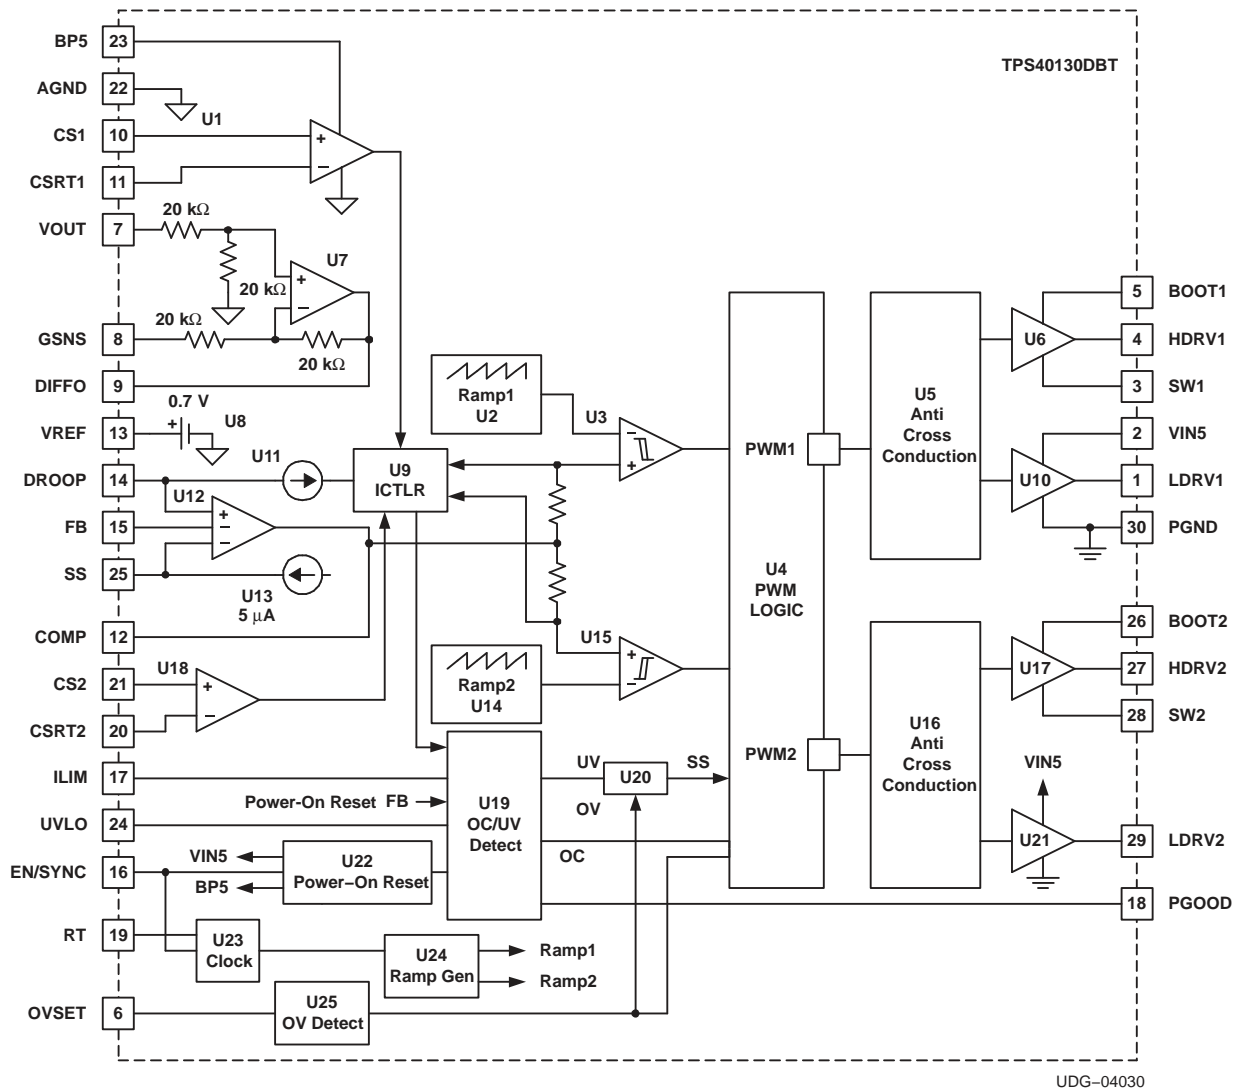 TPS40130DBT
BP5
23
AGND
22
U1
CS1
10
+
−
CSRT1
11
20 kΩ
VOUT
7
U7
+
−
20 kΩ
20 kΩ
GSNS
8
20 kΩ
DIFFO
9
0.7 V
+
U8
VREF
13
U11
DROOP
14
U12
+
−
−
FB
15
SS
25
U13
5 μA
COMP
12
U18
CS2
21
+
−
CSRT2
20
ILIM
17
Power-On Reset FB
UVLO
24
VIN5
EN/SYNC
16
BP5
U22
Power−On Reset
RT
19
U23
Clock
U24
Ramp Gen
Ramp1
Ramp2
OVSET
6
U25
OV Detect
U9
ICTLR
Ramp1
U2
U3
−
+
U15
+
−
Ramp2
U14
U19
OC/UV
Detect
UV
U20
SS
OV
OC
PWM1
U4
PWM
LOGIC
PWM2
U5
Anti
Cross
Conduction
U16
Anti
Cross
Conduction
U6
5
BOOT1
4
HDRV1
3
SW1
2
VIN5
U10
1
LDRV1
30
PGND
26
BOOT2
U17
27
HDRV2
28
SW2
VIN5
U21
29
LDRV2
18
PGOOD
UDG−04030